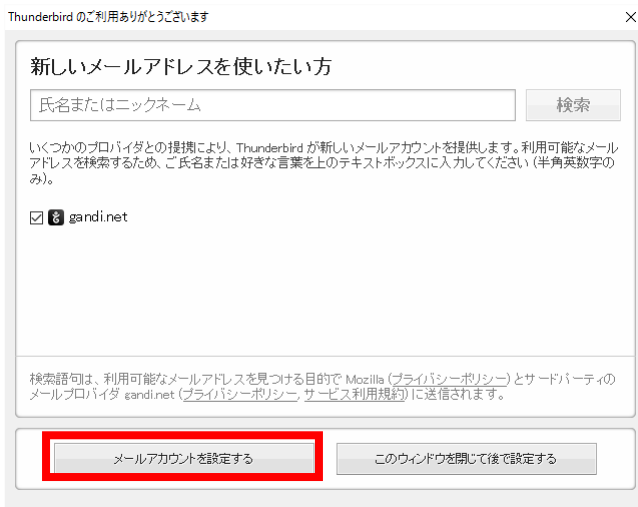 Thunderbird のご利用ありがとうございます
新しいメールアドレスを使いたい方
氏名またはニックネーム
検索
いくつかのプロバイダとの提携により、Thunderbird が新しいメールアカウントを提供します。利用可能なメール
アドレスを検索するため、ご氏名または好きな言葉を上のテキストボックスに入力してください (半角英数字の
み)。
gandi.net
検索語句は、利用可能なメールアドレスを見つける目的で Mozilla (プライバシーポリシー) とサードパーティの
メールプロバイダ gandi.net (プライバシーポリシー, サービス利用規約) に送信されます。
メールアカウントを設定する
このウィンドウを閉じて後で設定する